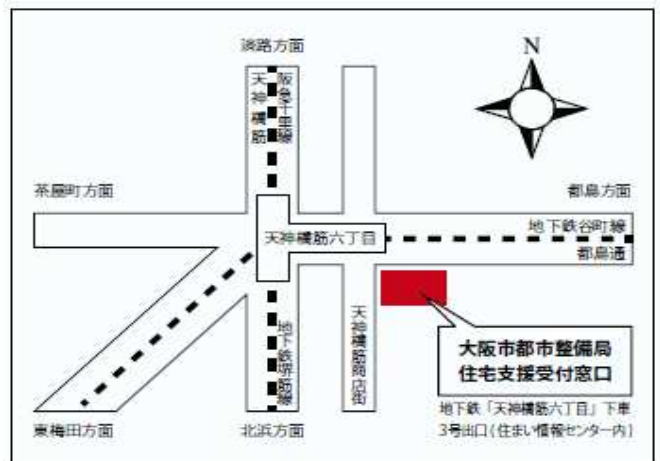 淡路方面
N
天神橋筋
阪急千里線
茶屋町方面
都島方面
地下鉄谷町線
天神橋筋六丁目
都島通
地下鉄堺筋線
天神橋筋商店街
大阪市都市整備局
住宅支援受付窓口
地下鉄「天神橋筋六丁目」下車
3号出口(住まい情報センター内)
東梅田方面
北浜方面